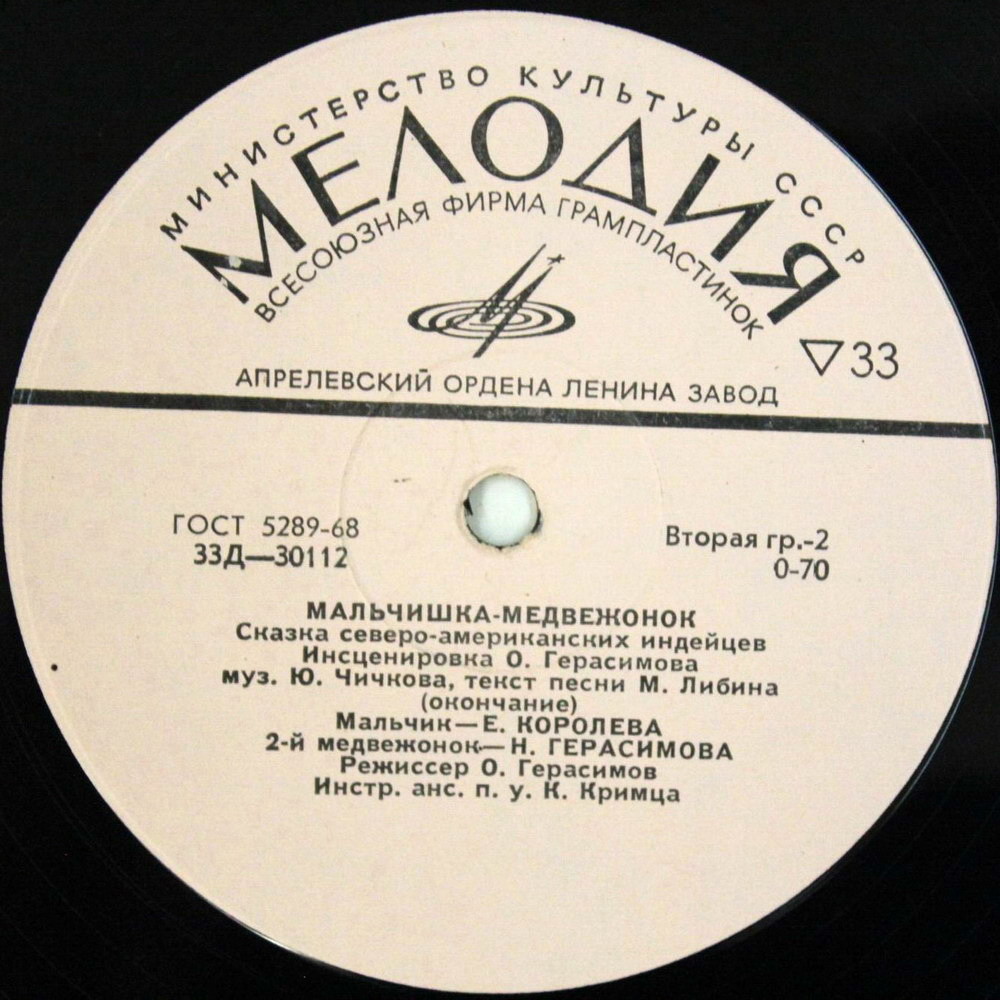 МИНИСТЕРСТВО КУЛЬТУРЫ СССР
МЕЛОДИЯ
ВСЕСОЮЗНАЯ ФИРМА ГРАМПЛАСТИНОК
33
АПРЕЛЕВСКИЙ ОРДЕНА ЛЕНИНА ЗАВОД
ГОСТ 5289-68
33Д—30112
Вторая гр.-2
0-70
МАЛЬЧИШКА-МЕДВЕЖОНОК
Сказка северо-американских индейцев
Инсценировка О. Герасимова
муз. Ю. Чичкова, текст песни М. Либина
(окончание)
Мальчик—Е. КОРОЛЕВА
2-й медвежонок—Н. ГЕРАСИМОВА
Режиссер О. Герасимов
Инстр. анс. п. у. К. Кримца